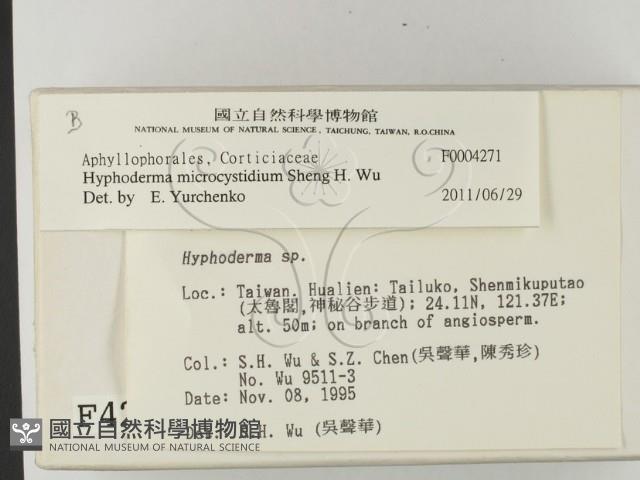 B
國立自然科學博物館
NATIONAL MUSEUM OF NATURAL SCIENCE, TAICHUNG, TAIWAN, R.O.CHINA
Aphyllophorales, Corticiaceae F0004271
Hyphoderma microcystidium Sheng H. Wu
Det. by E. Yurchenko 2011/06/29
Hyphoderma sp.
Loc.: Taiwan. Hualien: Tailuko, Shenmikuputao
(太魯閣,神秘谷步道); 24.11N, 121.37E;
alt. 50m; on branch of angiosperm.
Col.: S.H. Wu & S.Z. Chen(吳聲華,陳秀珍)
No. Wu 9511-3
Date: Nov. 08, 1995
H. Wu (吳聲華)
國立自然科學博物館
NATIONAL MUSEUM OF NATURAL SCIENCE